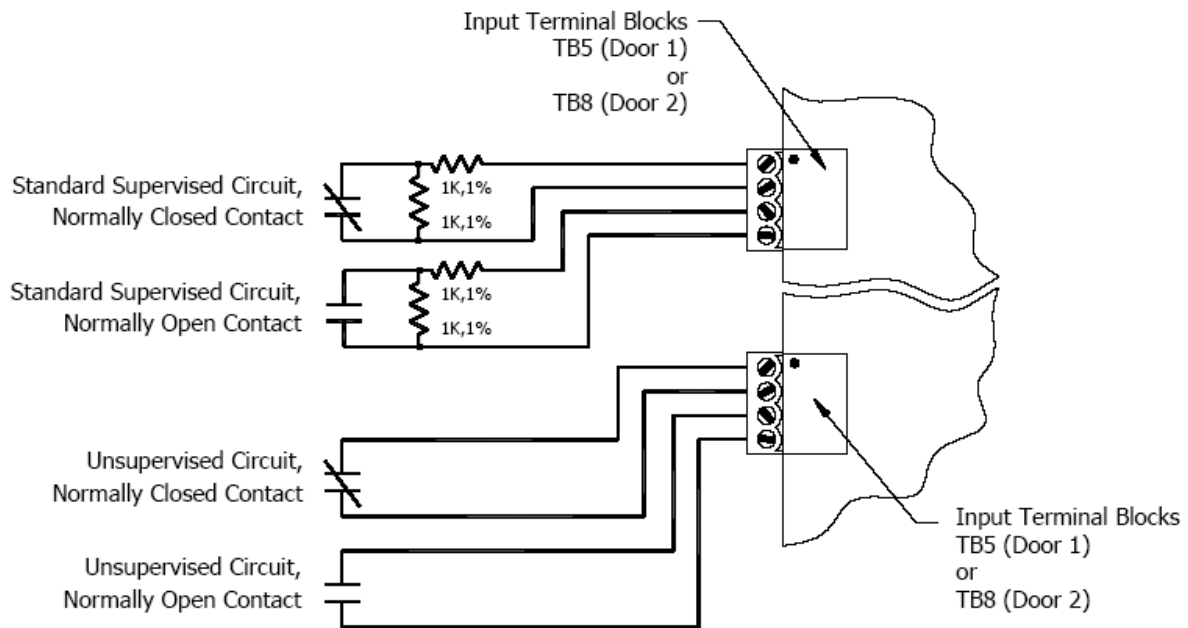 Input Terminal Blocks
TB5 (Door 1)
or
TB8 (Door 2)
Standard Supervised Circuit,
Normally Closed Contact
1K,1%
1K,1%
Standard Supervised Circuit,
Normally Open Contact
1K,1%
1K,1%
Unsupervised Circuit,
Normally Closed Contact
Unsupervised Circuit,
Normally Open Contact
Input Terminal Blocks
TB5 (Door 1)
or
TB8 (Door 2)